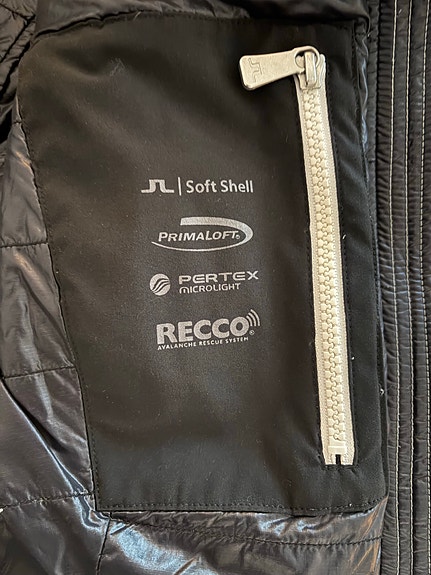 JL | Soft Shell
PRIMALOFT®
PERTEX
MICROLIGHT
RECCO®
AVALANCHE RESCUE SYSTEM